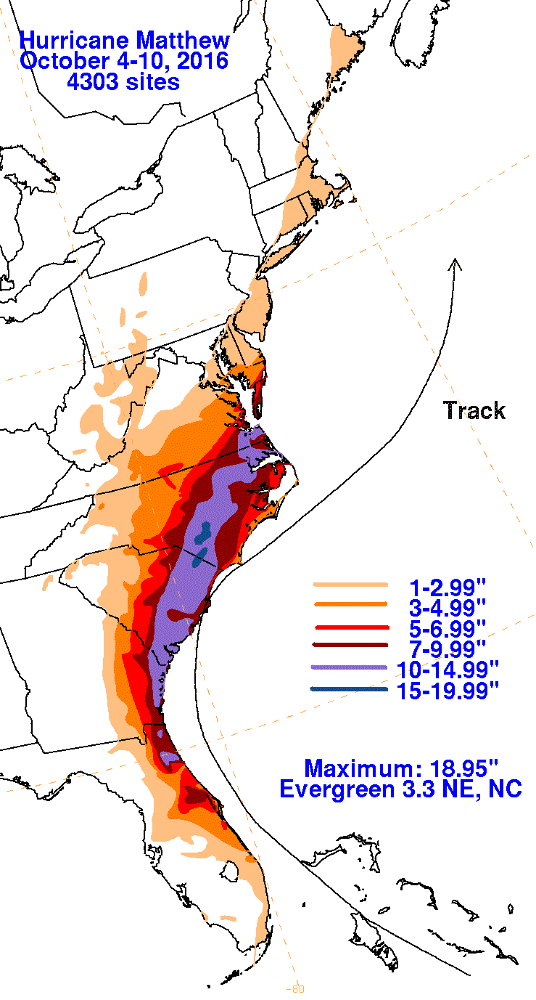 Hurricane Matthew
October 4-10, 2016
4303 sites
Track
1-2.99"
3-4.99"
5-6.99"
7-9.99"
10-14.99"
15-19.99"
Maximum: 18.95"
Evergreen 3.3 NE, NC
-80